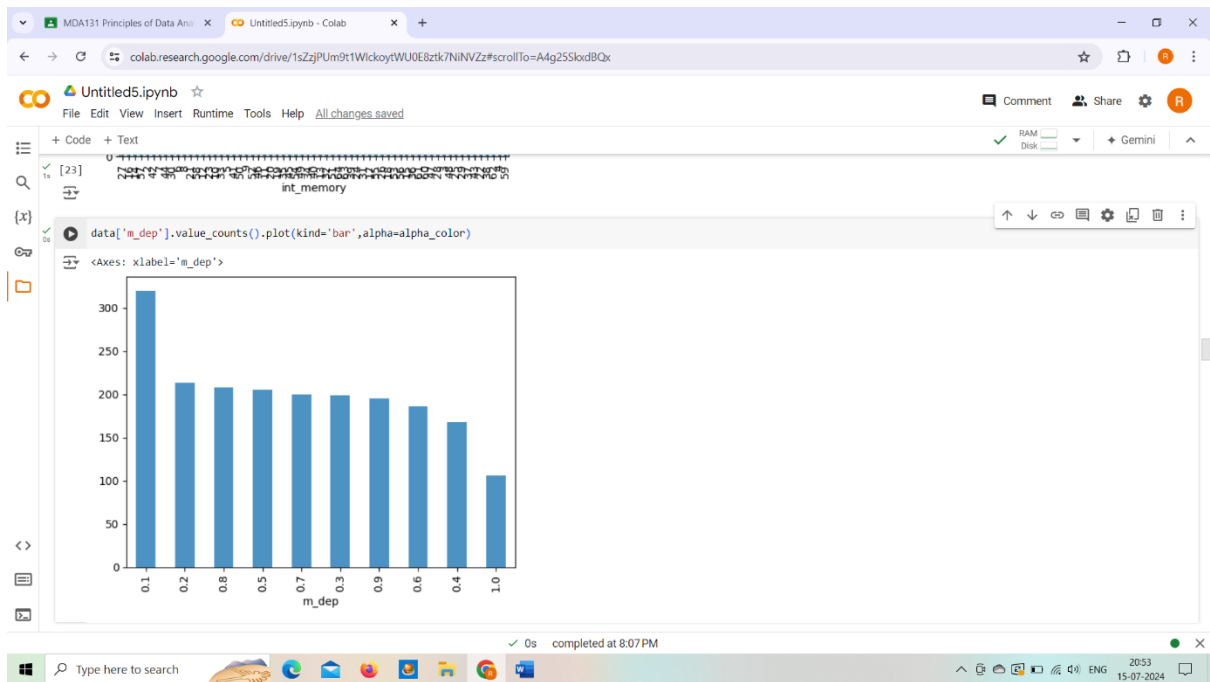 MDA131 Principles of Data Ana
Untitled5.ipynb - Colab
colab.research.google.com/drive/1sZzjPUm9t1WlckoytWU0E8ztk7NiNVZz#scrollTo=A4g25SkxdBQx
R
Untitled5.ipynb
File Edit View Insert Runtime Tools Help All changes saved
Comment Share R
+ Code + Text
RAM
Disk
Gemini
0
[23]
1s
int_memory
{x}
0s
data['m_dep'].value_counts().plot(kind='bar',alpha=alpha_color)
<Axes: xlabel='m_dep'>
300
250
200
150
100
50
0
0.1 0.2 0.8 0.5 0.7 0.3 0.9 0.6 0.4 1.0
m_dep
0s completed at 8:07 PM
Type here to search
ENG
20:53
15-07-2024